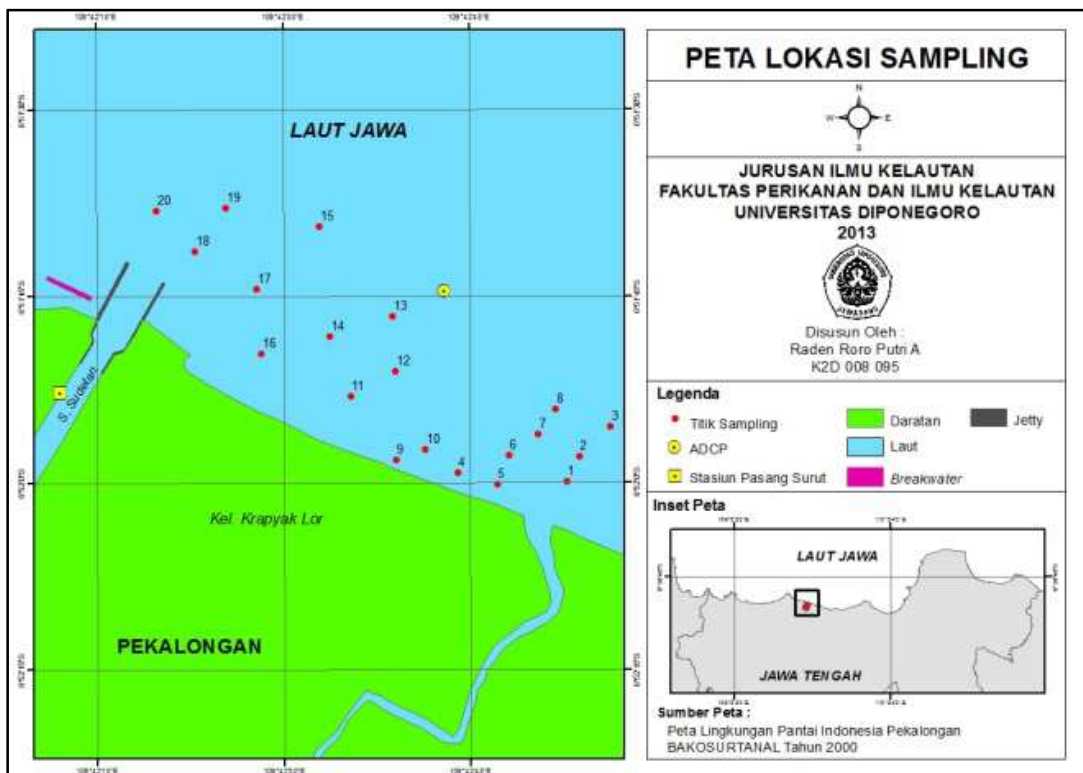 LAUT JAWA
20
19
18
15
17
13
14
16
12
11
8
3
7
10
6
2
9
4
5
1
S. Sudetan
Kel. Krapyak Lor
PEKALONGAN
PETA LOKASI SAMPLING
N
W E
S
JURUSAN ILMU KELAUTAN
FAKULTAS PERIKANAN DAN ILMU KELAUTAN
UNIVERSITAS DIPONEGORO
2013
Disusun Oleh :
Raden Roro Putri A
K2D 008 095
Legenda
Titik Sampling
Daratan
Jetty
ADCP
Laut
Stasiun Pasang Surut
Breakwater
Inset Peta
LAUT JAWA
JAWA TENGAH
Sumber Peta :
Peta Lingkungan Pantai Indonesia Pekalongan
BAKOSURTANAL Tahun 2000